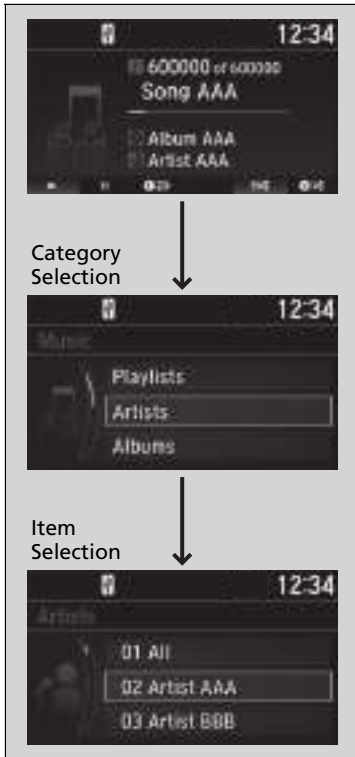 12:34
600000 of 600000
Song AAA
Album AAA
Artist AAA
Category
Selection
12:34
Music
Playlists
Artists
Albums
Item
Selection
12:34
Artists
01 All
02 Artist AAA
03 Artist BBB